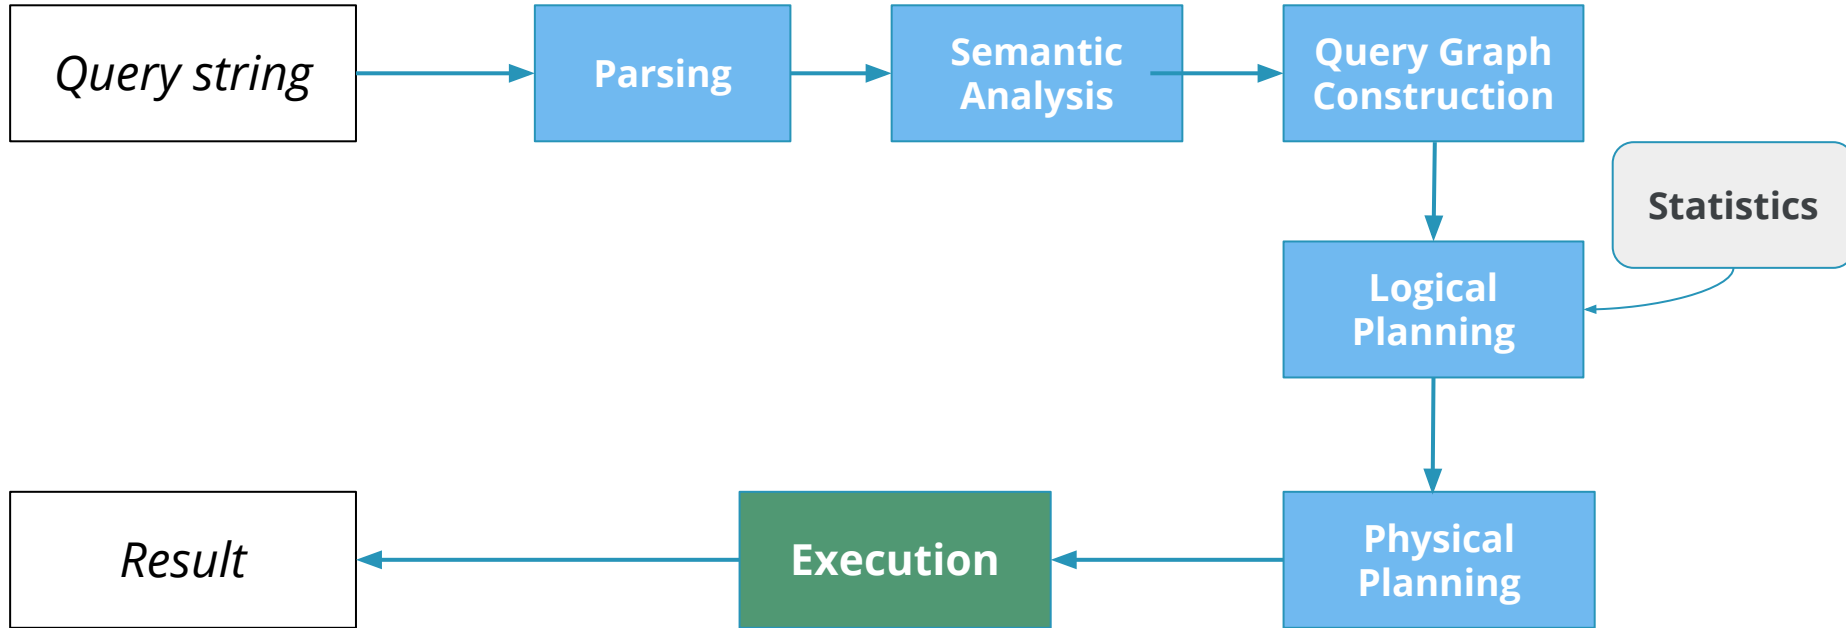 Query string
Parsing
Semantic
Analysis
Query Graph
Construction
Statistics
Logical
Planning
Physical
Planning
Execution
Result